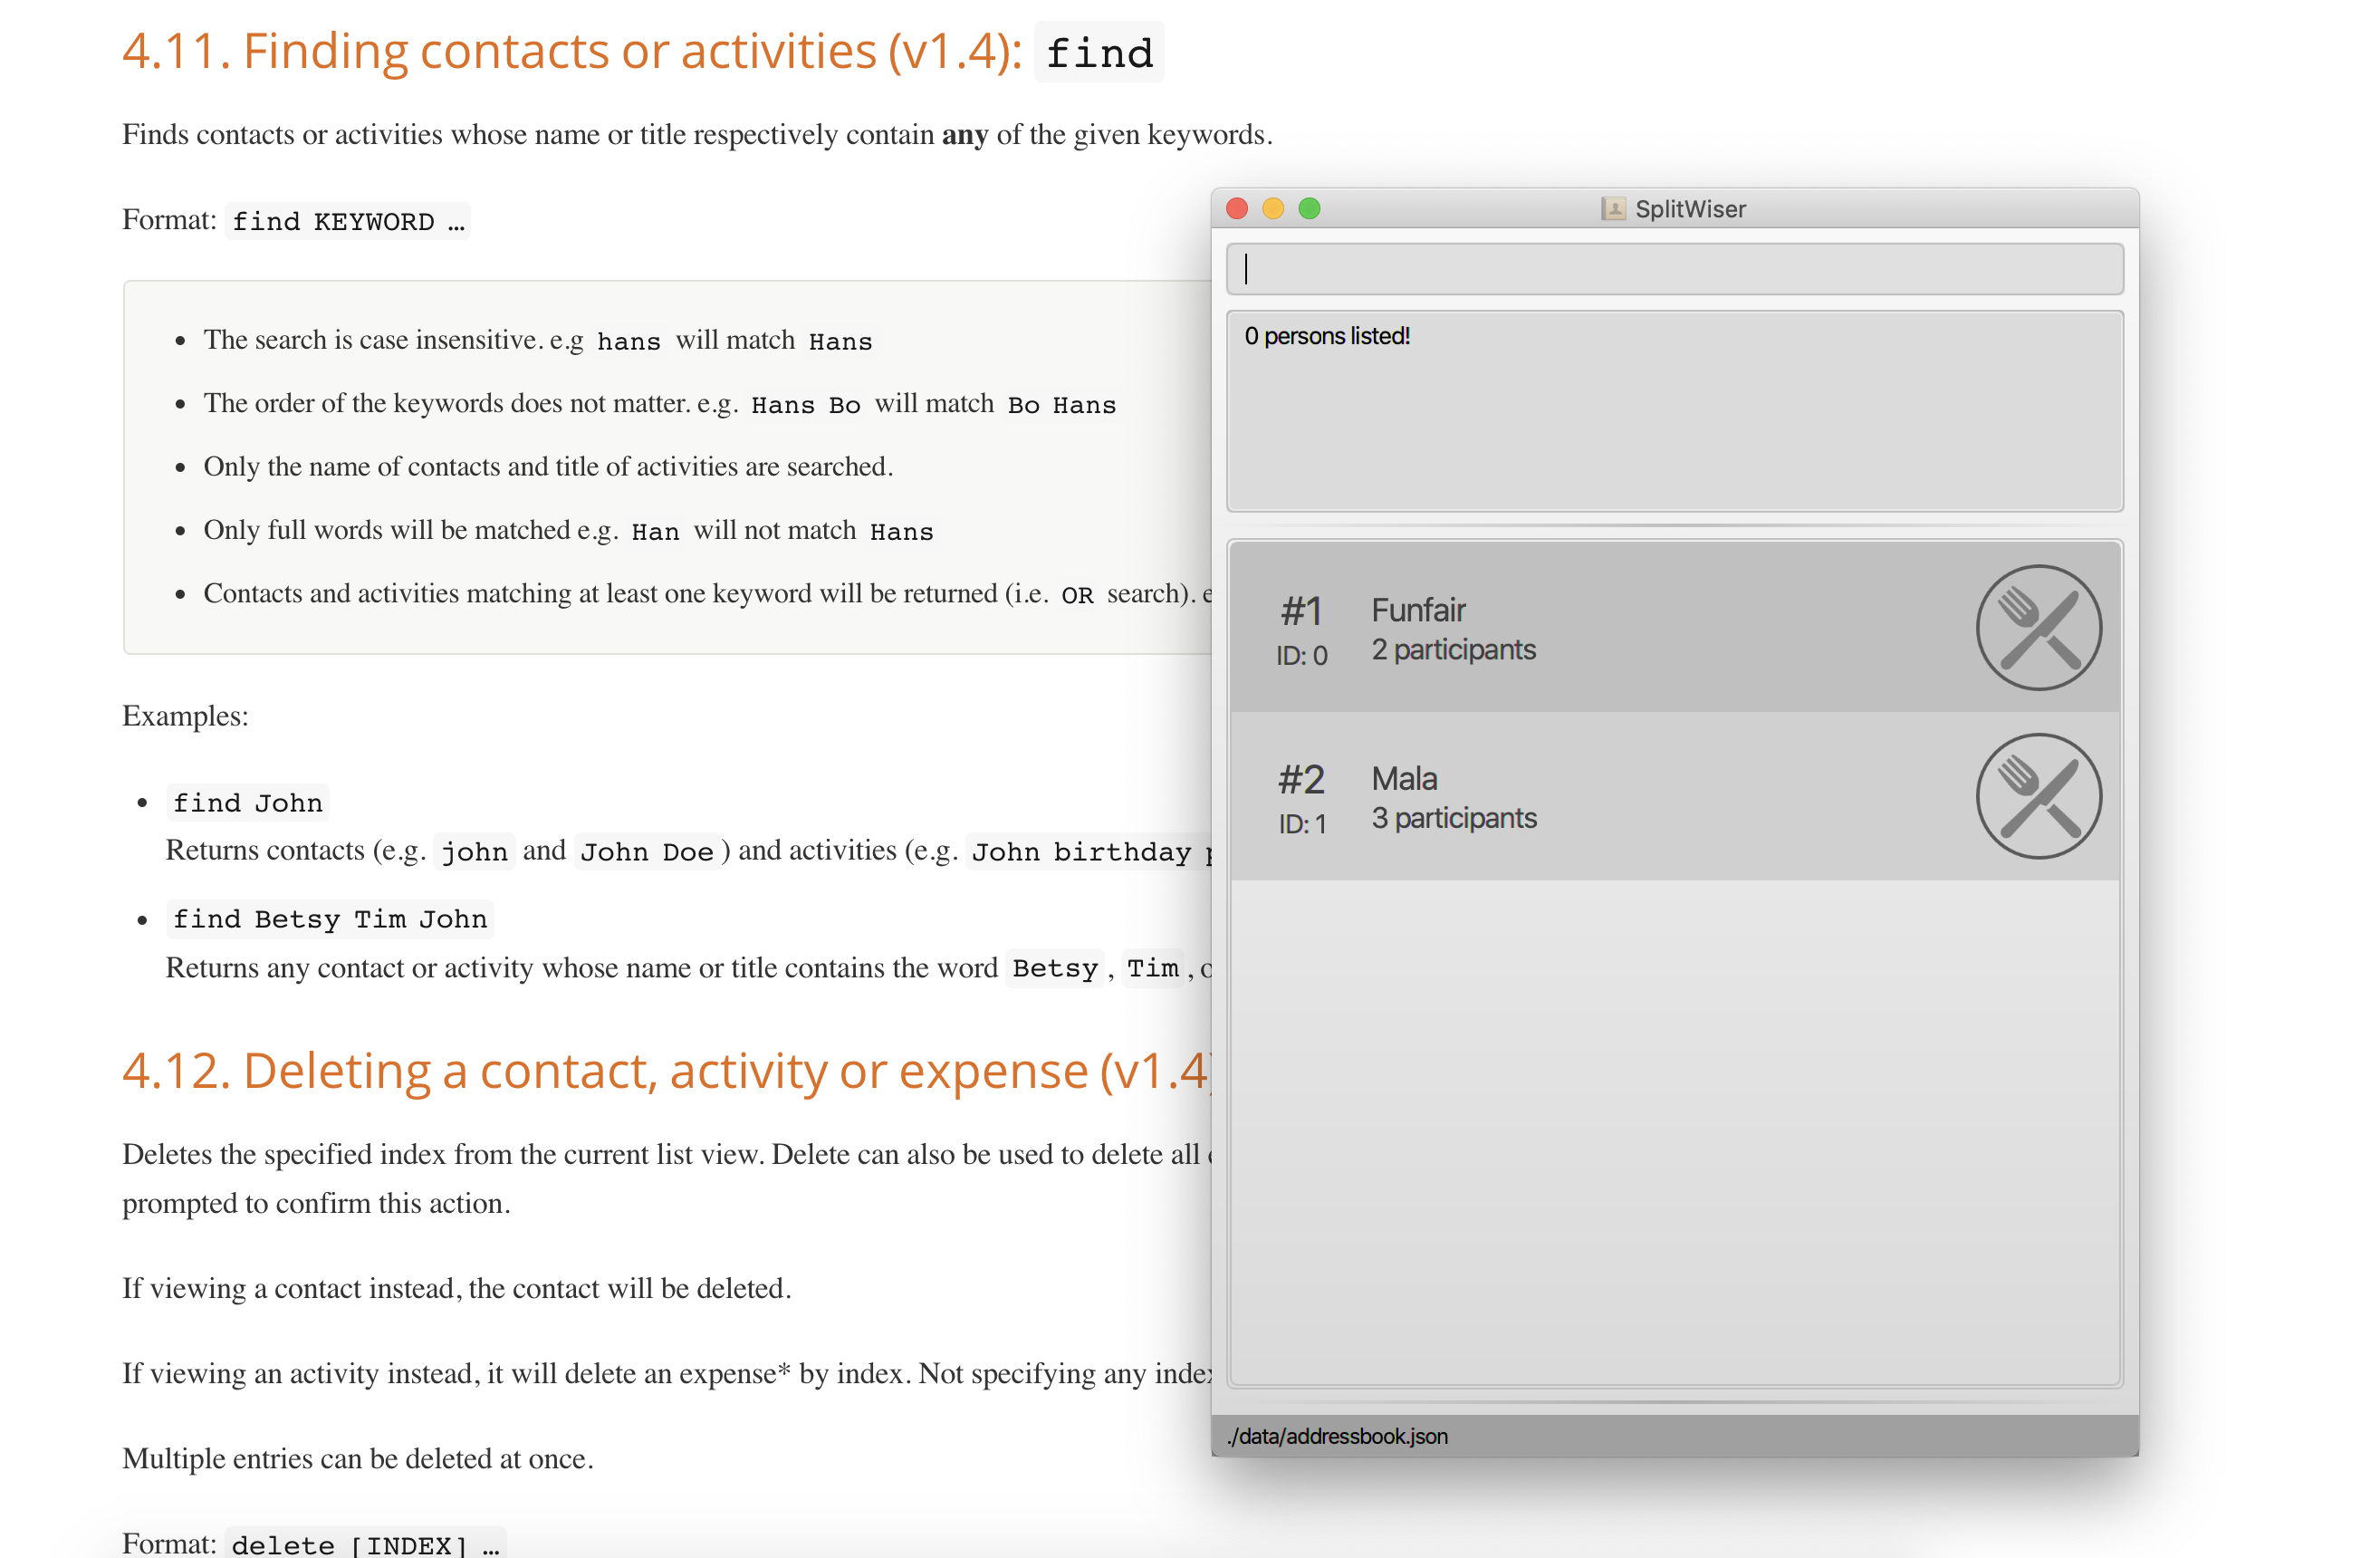 4.11. Finding contacts or activities (v1.4): find
Finds contacts or activities whose name or title respectively contain any of the given keywords.
Format: find KEYWORD …
• The search is case insensitive. e.g hans will match Hans
• The order of the keywords does not matter. e.g. Hans Bo will match Bo Hans
• Only the name of contacts and title of activities are searched.
• Only full words will be matched e.g. Han will not match Hans
• Contacts and activities matching at least one keyword will be returned (i.e. OR search).
Examples:
• find John
Returns contacts (e.g. john and John Doe ) and activities (e.g. John birthday
• find Betsy Tim John
Returns any contact or activity whose name or title contains the word Betsy , Tim ,
4.12. Deleting a contact, activity or expense (v1.4)
Deletes the specified index from the current list view. Delete can also be used to delete all
prompted to confirm this action.
If viewing a contact instead, the contact will be deleted.
If viewing an activity instead, it will delete an expense* by index. Not specifying any index
Multiple entries can be deleted at once.
Format: delete [INDEX] …
SplitWiser
0 persons listed!
#1
Funfair
ID: 0
2 participants
#2
Mala
ID: 1
3 participants
./data/addressbook.json